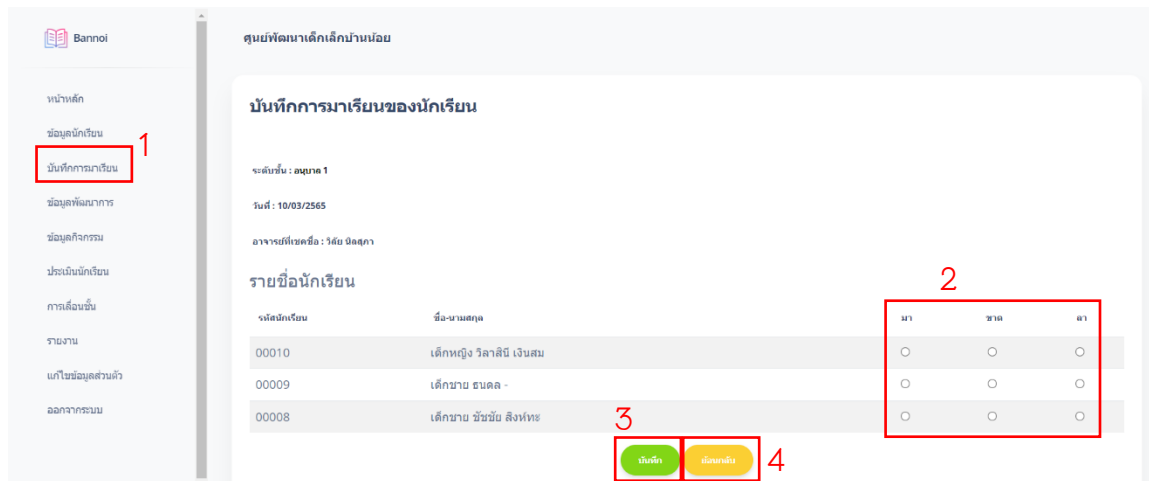 Bannoi
ศูนย์พัฒนาเด็กเล็กบ้านน้อย
หน้าหลัก
ข้อมูลนักเรียน
1
บันทึกการมาเรียน
ข้อมูลพัฒนาการ
ข้อมูลกิจกรรม
ประเมินนักเรียน
การเลื่อนชั้น
รายงาน
แก้ไขข้อมูลส่วนตัว
ออกจากระบบ
บันทึกการมาเรียนของนักเรียน
ระดับชั้น : อนุบาล 1
วันที่ : 10/03/2565
อาจารย์ที่เชคชื่อ : วิลัย นิลสุภา
รายชื่อนักเรียน
2
รหัสนักเรียน ชื่อ-นามสกุล มา ขาด ลา
00010 เด็กหญิง วิลาสินี เงินสม
00009 เด็กชาย ธนดล -
00008 เด็กชาย ชัชชัย สิงห์ทะ
3
บันทึก ย้อนกลับ 4